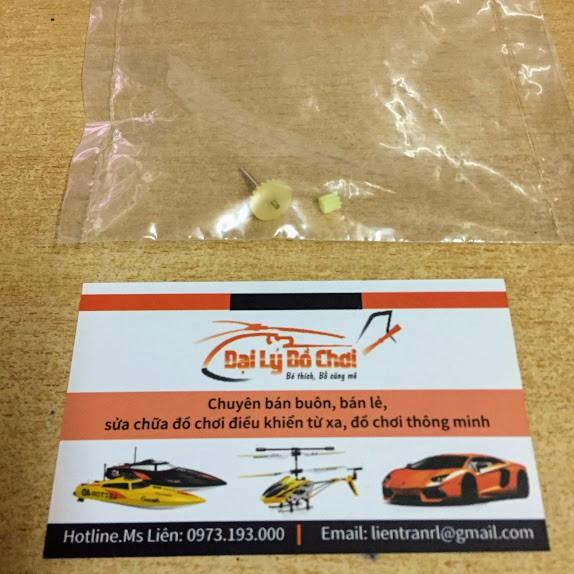 Đại Lý Đồ Chơi
Bé thích, Bố cũng mê
Chuyên bán buôn, bán lẻ,
sửa chữa đồ chơi điều khiển từ xa, đồ chơi thông minh
Hotline.Ms Liên: 0973.193.000 | Email: lientranrl@gmail.com